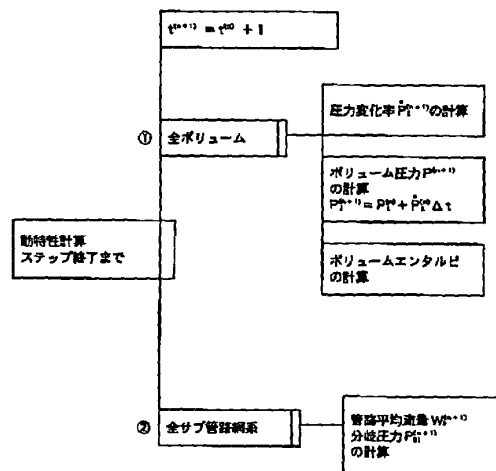 t⁽ⁿ⁺¹⁾ = t⁽ⁿ⁾ + 1
圧力変化率 Ṗᵢ⁽ⁿ⁺¹⁾の計算
① 全ボリューム
ボリューム圧力 P⁽ⁿ⁺¹⁾
の計算
Pᵢ⁽ⁿ⁺¹⁾ = Pᵢ⁽ⁿ⁾ + Ṗᵢ⁽ⁿ⁾ Δt
動特性計算
ステップ終了まで
ボリュームエンタルピ
の計算
② 全サブ管路網系
管路平均流量 W⁽ⁿ⁺¹⁾
分岐圧力 P⁽ⁿ⁺¹⁾
の計算